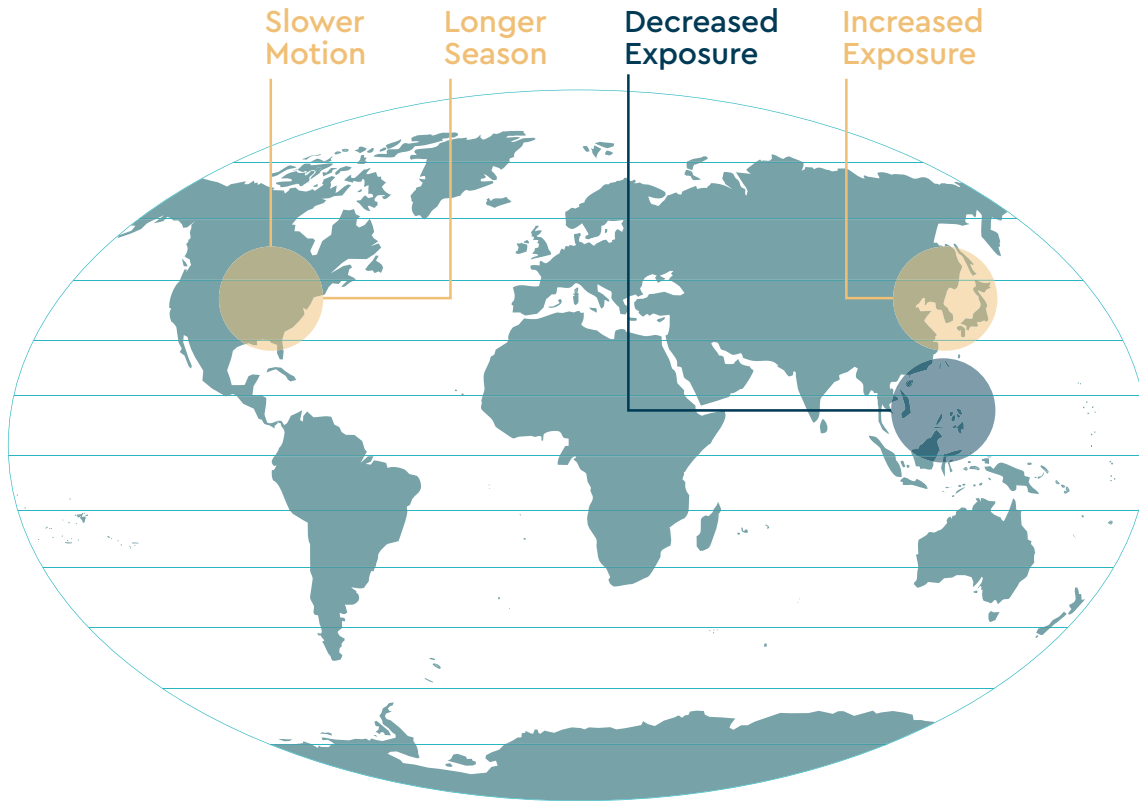 Slower
Motion
Longer
Season
Decreased
Exposure
Increased
Exposure